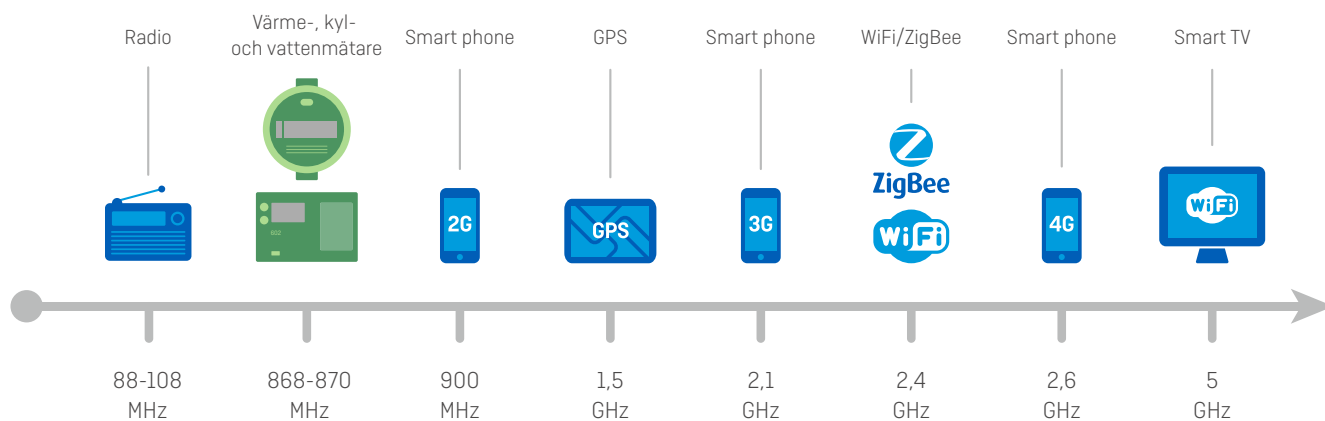 Radio
Värme-, kyl-
och vattenmätare
Smart phone
GPS
Smart phone
WiFi/ZigBee
Smart phone
Smart TV
Z
ZigBee
2G
GPS
3G
WiFi
4G
WiFi
88-108
MHz
868-870
MHz
900
MHz
1,5
GHz
2,1
GHz
2,4
GHz
2,6
GHz
5
GHz